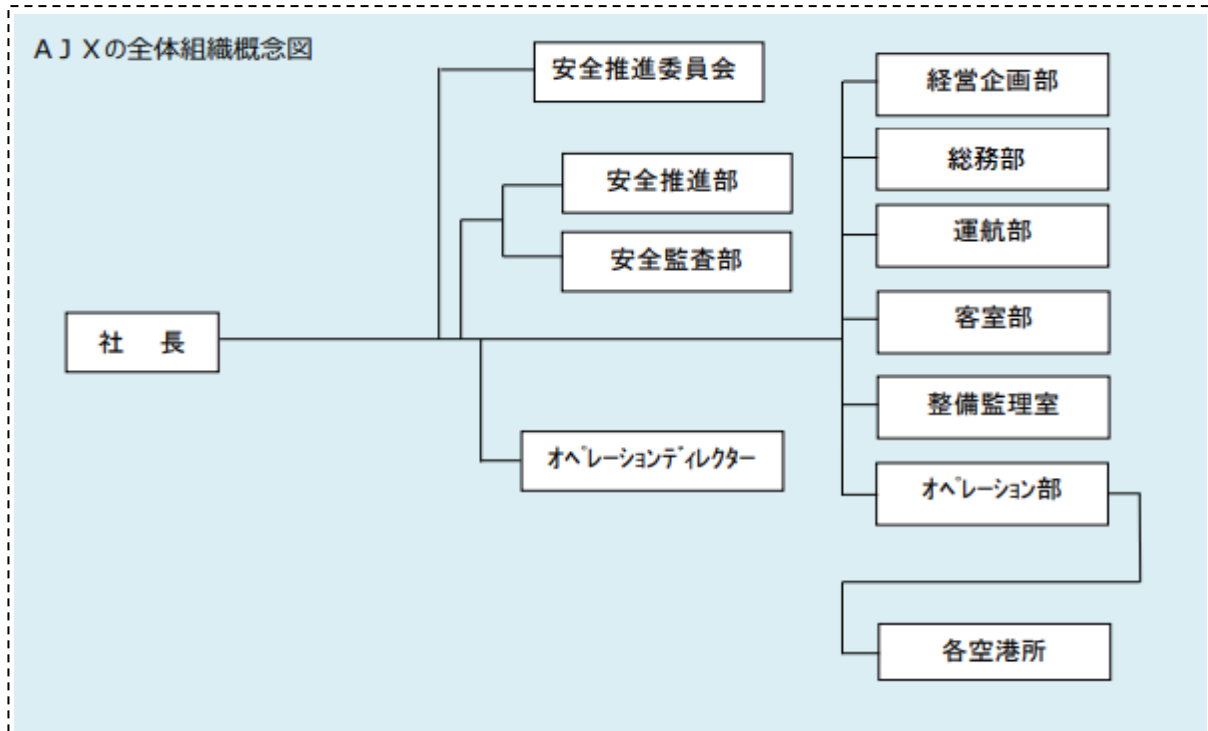 AJXの全体組織概念図
安全推進委員会
経営企画部
総務部
安全推進部
運航部
安全監査部
客室部
社　長
整備監理室
ｵﾍﾟﾚｰｼｮﾝﾃﾞｨﾚｸﾀｰ
ｵﾍﾟﾚｰｼｮﾝ部
各空港所